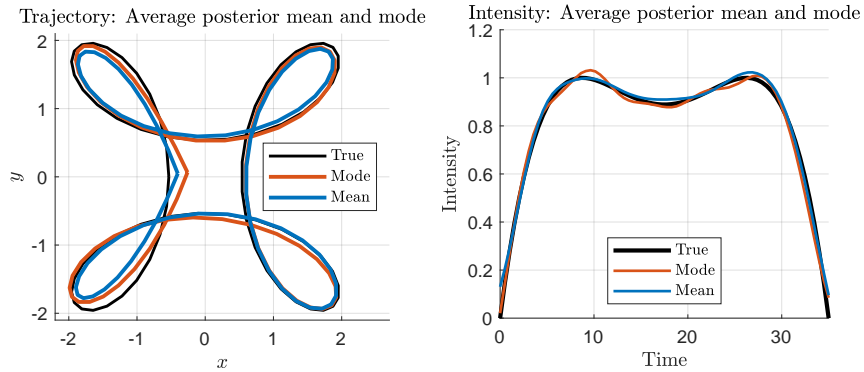 Trajectory: Average posterior mean and mode
2
1
0
-1
-2
-2
-1
0
1
2
x
y
True
Mode
Mean
Intensity: Average posterior mean and mode
1.2
1
0.8
0.6
0.4
0.2
0
0
10
20
30
Time
Intensity
True
Mode
Mean